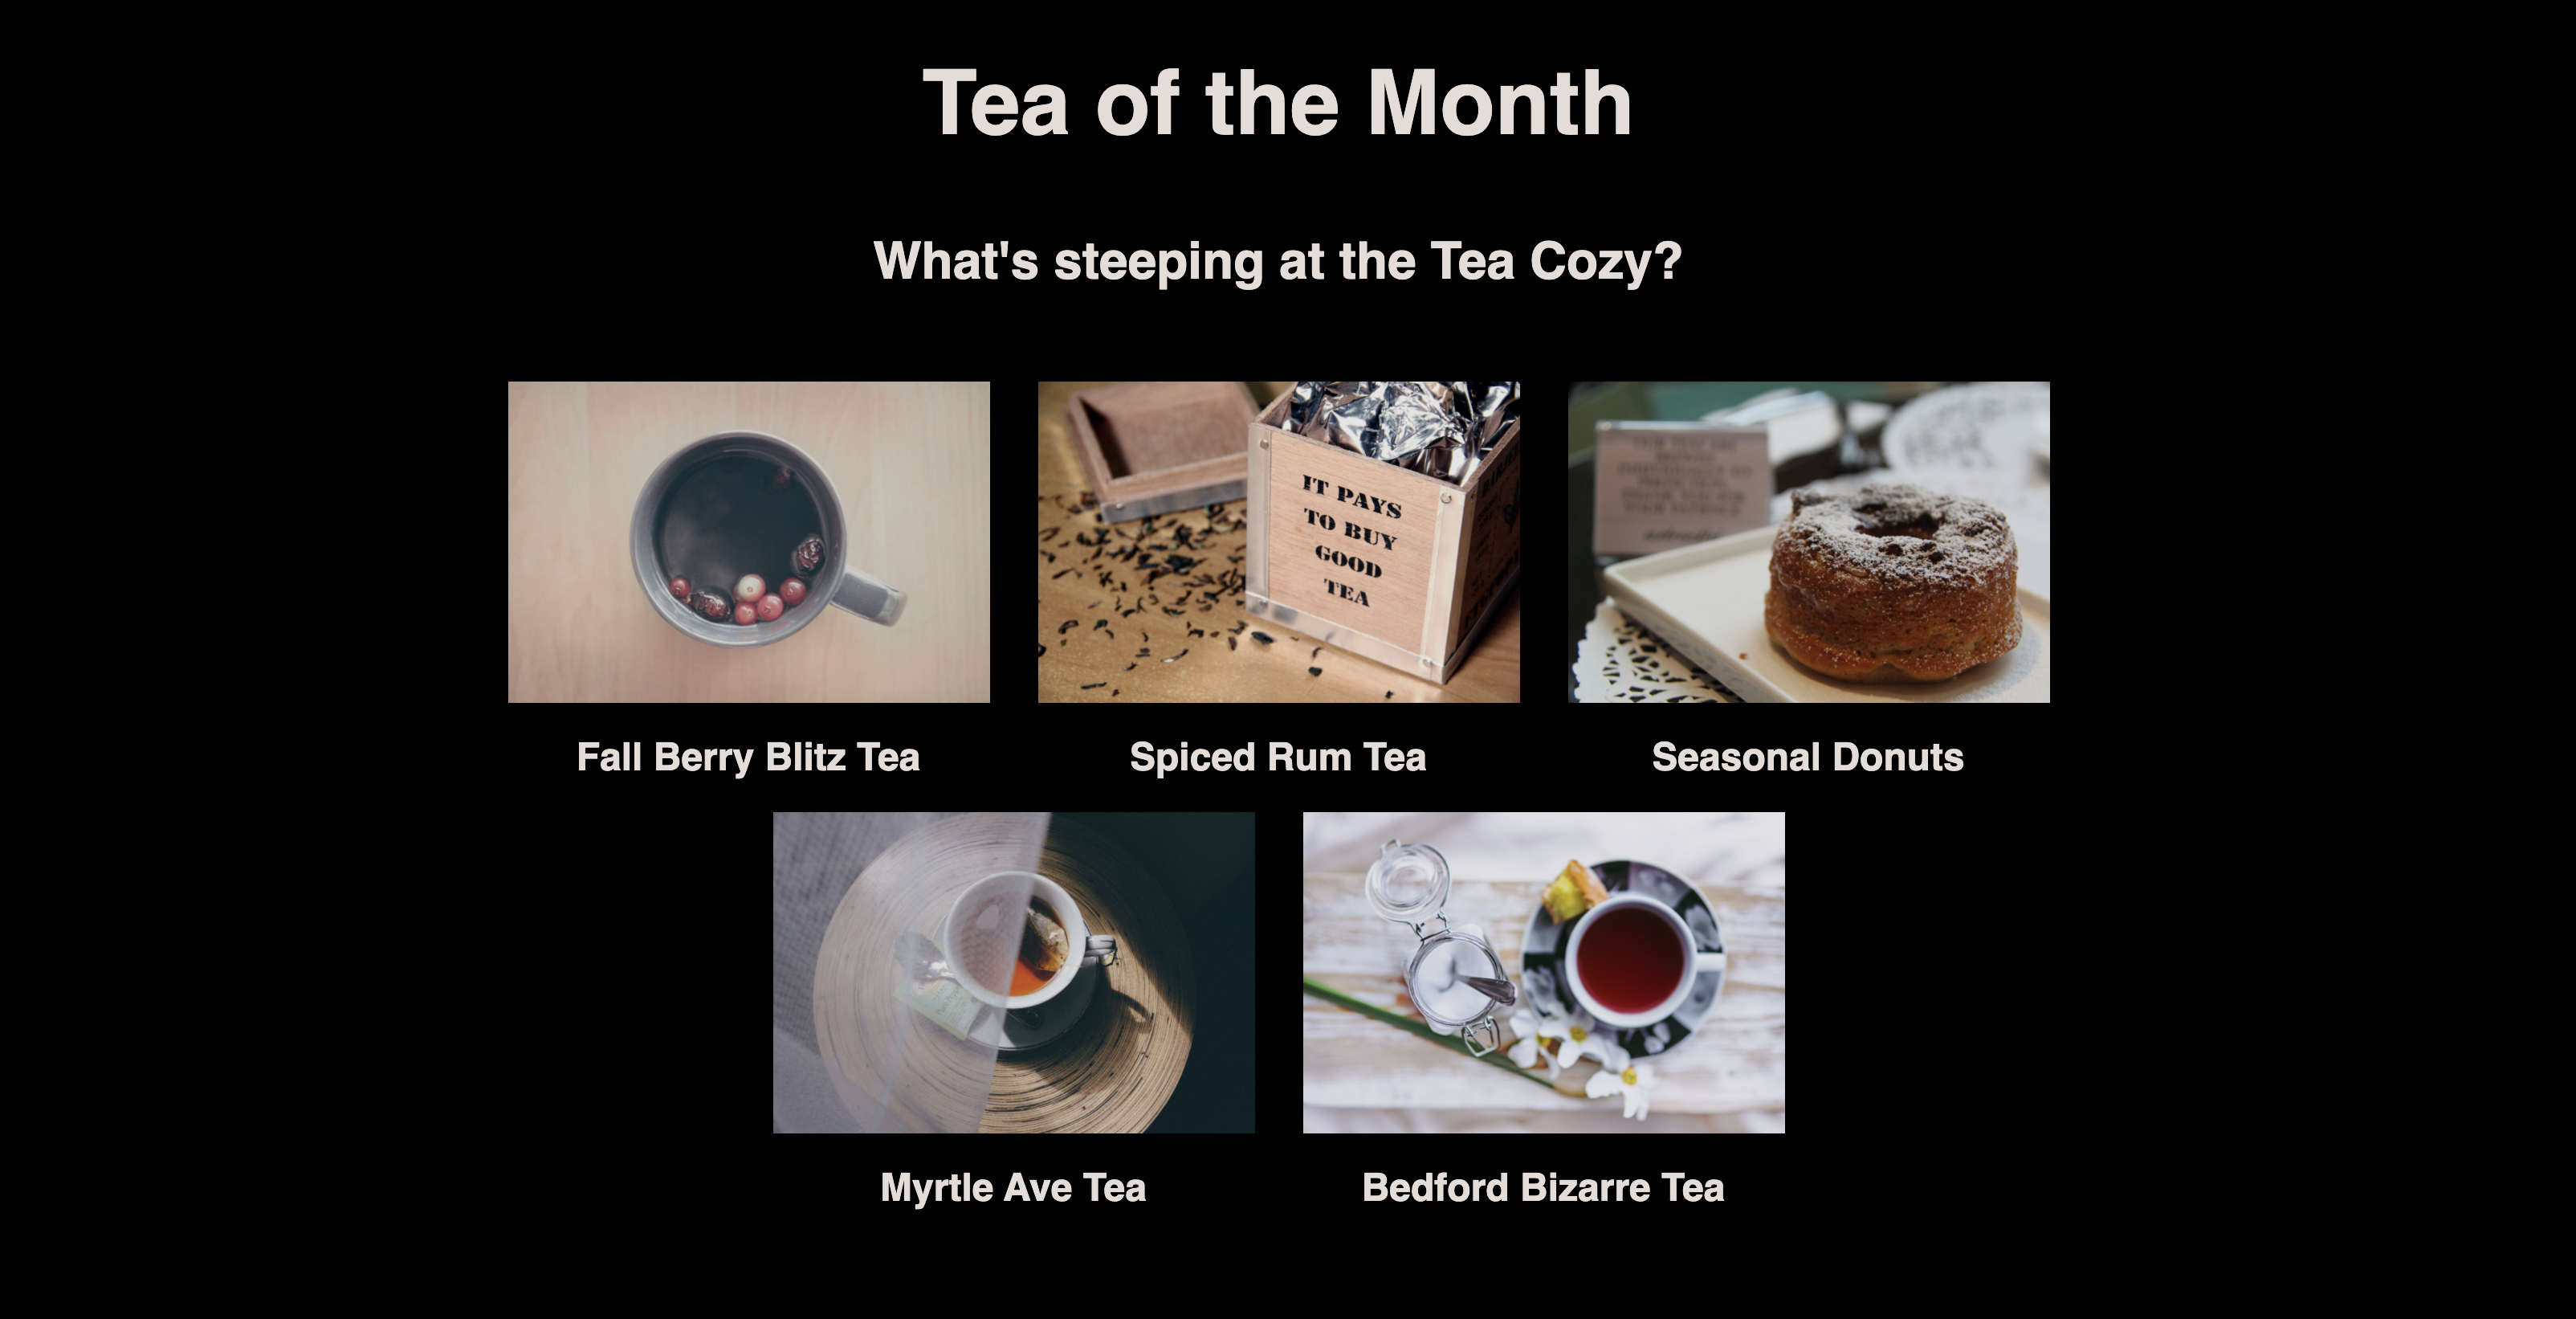 Tea of the Month
What's steeping at the Tea Cozy?
IT PAYS
TO BUY
GOOD
TEA
Fall Berry Blitz Tea
Spiced Rum Tea
Seasonal Donuts
Myrtle Ave Tea
Bedford Bizarre Tea